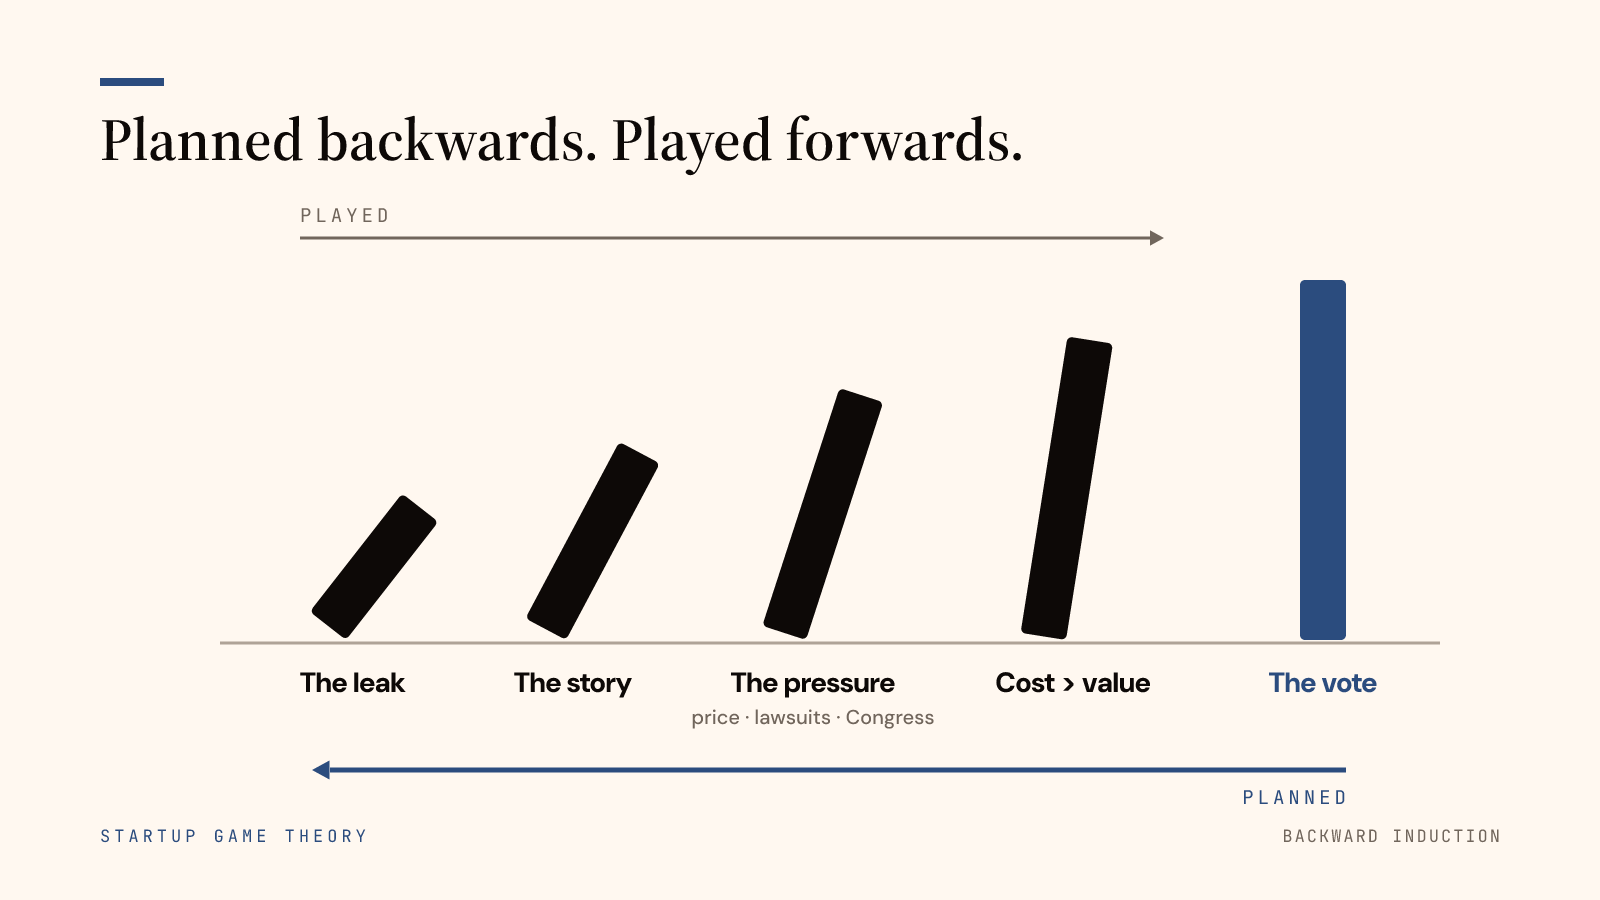 Planned backwards. Played forwards.
PLAYED
The leak
The story
The pressure
price · lawsuits · Congress
Cost > value
The vote
PLANNED
STARTUP GAME THEORY
BACKWARD INDUCTION